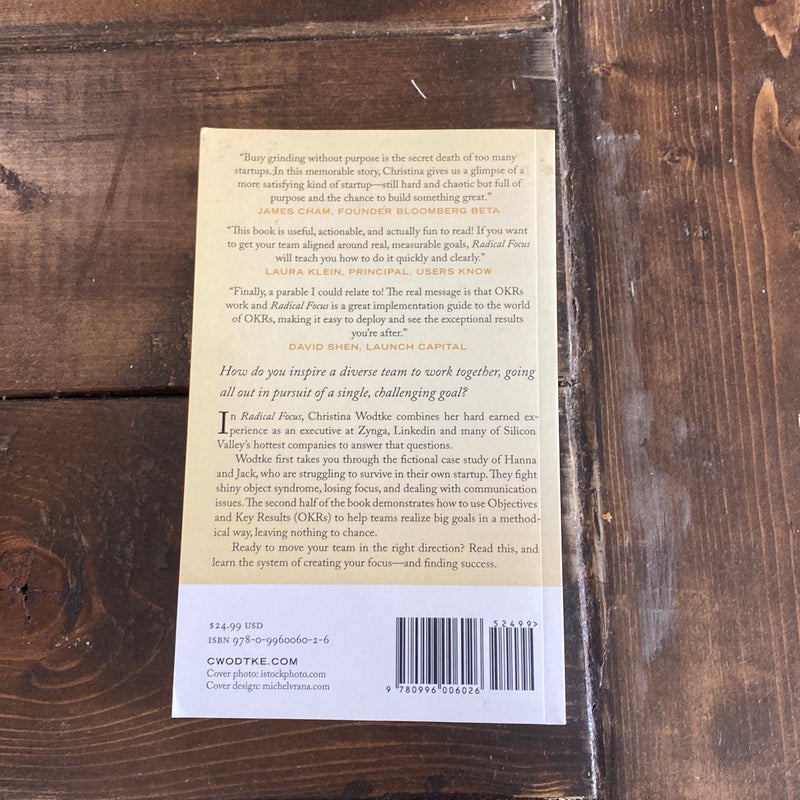 “Busy grinding without purpose is the secret death of too many
startups. In this memorable story, Christina gives us a glimpse of a
more satisfying kind of startup—still hard and chaotic but full of
purpose and the chance to build something great.”
JAMES CHAM, FOUNDER BLOOMBERG BETA
“This book is useful, actionable, and actually fun to read! If you want
to get your team aligned around real, measurable goals, Radical Focus
will teach you how to do it quickly and clearly.”
LAURA KLEIN, PRINCIPAL, USERS KNOW
“Finally, a parable I could relate to! The real message is that OKRs
work and Radical Focus is a great implementation guide to the world
of OKRs, making it easy to deploy and see the exceptional results
you’re after.”
DAVID SHEN, LAUNCH CAPITAL
How do you inspire a diverse team to work together, going
all out in pursuit of a single, challenging goal?
In Radical Focus, Christina Wodtke combines her hard earned ex-
perience as an executive at Zynga, Linkedin and many of Silicon
Valley’s hottest companies to answer that questions.
Wodtke first takes you through the fictional case study of Hanna
and Jack, who are struggling to survive in their own startup. They fight
shiny object syndrome, losing focus, and dealing with communication
issues. The second half of the book demonstrates how to use Objectives
and Key Results (OKRs) to help teams realize big goals in a method-
ical way, leaving nothing to chance.
Ready to move your team in the right direction? Read this, and
learn the system of creating your focus—and finding success.
$24.99 USD
ISBN 978-0-9960060-2-6
CWODTKE.COM
Cover photo: istockphoto.com
Cover design: michelvrana.com
52499>
9 780996 006026